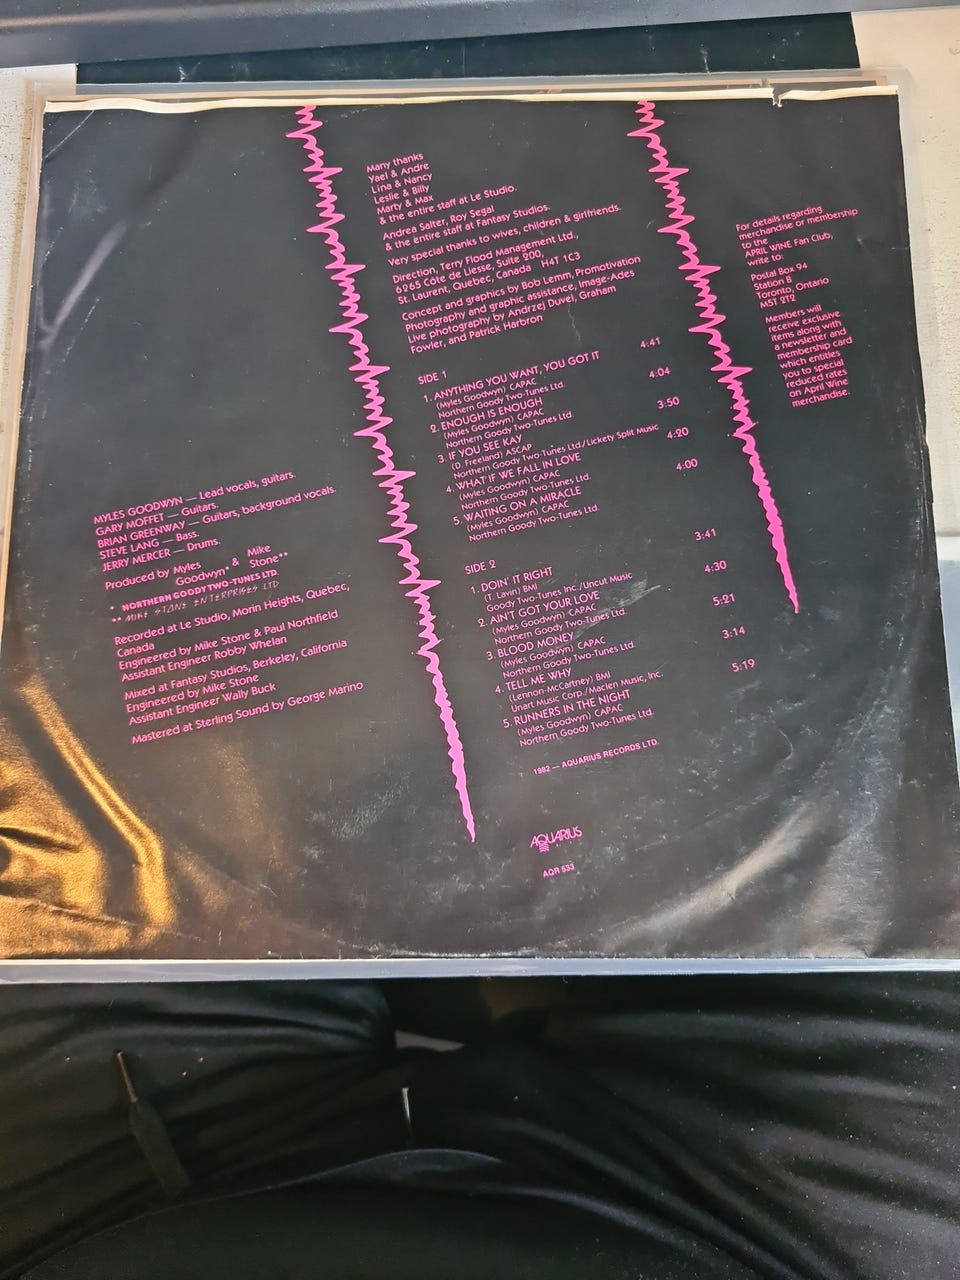 Many thanks
Yael & Andre
Lina & Nancy
Leslie & Billy
Marty & Max
& the entire staff at Le Studio.
Andrea Salter, Roy Segal
& the entire staff at Fantasy Studios.
Very special thanks to wives, children & girlfriends.
Direction, Terry Flood Management Ltd.,
6265 Côte de Liesse, Suite 200,
St. Laurent, Quebec, Canada H4T 1C3
Concept and graphics by Bob Lemm, Promotivation
Photography and graphic assistance, Image Ades
Live photography by Andrzej Duvel, Graham
Fowler, and Patrick Harbron
SIDE 1
1. ANYTHING YOU WANT, YOU GOT IT 4:41
(Myles Goodwyn) CAPAC
Northern Goody Two-Tunes Ltd.
2. ENOUGH IS ENOUGH 4:04
(Myles Goodwyn) CAPAC
Northern Goody Two-Tunes Ltd.
3. IF YOU SEE KAY 3:50
(D. Freeland) ASCAP
Northern Goody Two-Tunes Ltd./Lickety Split Music
4. WHAT IF WE FALL IN LOVE 4:20
(Myles Goodwyn) CAPAC
Northern Goody Two-Tunes Ltd.
5. WAITING ON A MIRACLE 4:00
(Myles Goodwyn) CAPAC
Northern Goody Two-Tunes Ltd.
SIDE 2
1. DOIN' IT RIGHT 3:41
(T. Lavin) BMI
Goody Two-Tunes Inc./Uncut Music
2. AIN'T GOT YOUR LOVE 4:30
(Myles Goodwyn) CAPAC
Northern Goody Two-Tunes Ltd.
3. BLOOD MONEY 5:21
(Myles Goodwyn) CAPAC
Northern Goody Two-Tunes Ltd.
4. TELL ME WHY 3:14
(Lennon-McCartney) BMI
Unart Music Corp./Maclen Music, Inc.
5. RUNNERS IN THE NIGHT 5:19
(Myles Goodwyn) CAPAC
Northern Goody Two-Tunes Ltd.
1982 — AQUARIUS RECORDS LTD.
AQUARIUS
AQR 533
MYLES GOODWYN — Lead vocals, guitars.
GARY MOFFET — Guitars.
BRIAN GREENWAY — Guitars, background vocals.
STEVE LANG — Bass.
JERRY MERCER — Drums.
Produced by Myles Goodwyn* & Mike Stone**
* NORTHERN GOODY TWO-TUNES LTD.
** MIKE STONE ENTERPRISES LTD
Recorded at Le Studio, Morin Heights, Quebec,
Canada
Engineered by Mike Stone & Paul Northfield
Assistant Engineer Robby Whelan
Mixed at Fantasy Studios, Berkeley, California
Engineered by Mike Stone
Assistant Engineer Wally Buck
Mastered at Sterling Sound by George Marino
For details regarding
merchandise or membership
to the
APRIL WINE Fan Club,
write to:
Postal Box 94
Station B
Toronto, Ontario
M5T 2T2
Members will
receive exclusive
items along with
a newsletter and
membership card
which entitles
you to special
reduced rates
on April Wine
merchandise.